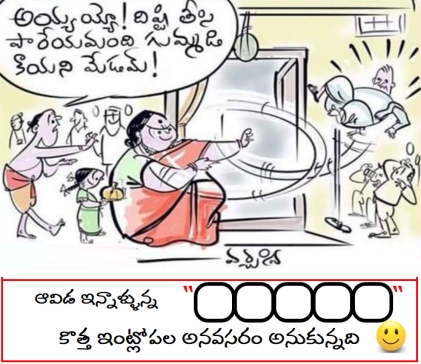 అయ్యయ్యో! దిష్టి తీసి
పారేయమంది గుమ్మడి
కాయని మేడమ్!
ఆవిడ ఇన్నాళ్ళున్న " "
కొత్త ఇంట్లోపల అనవసరం అనుకున్నది